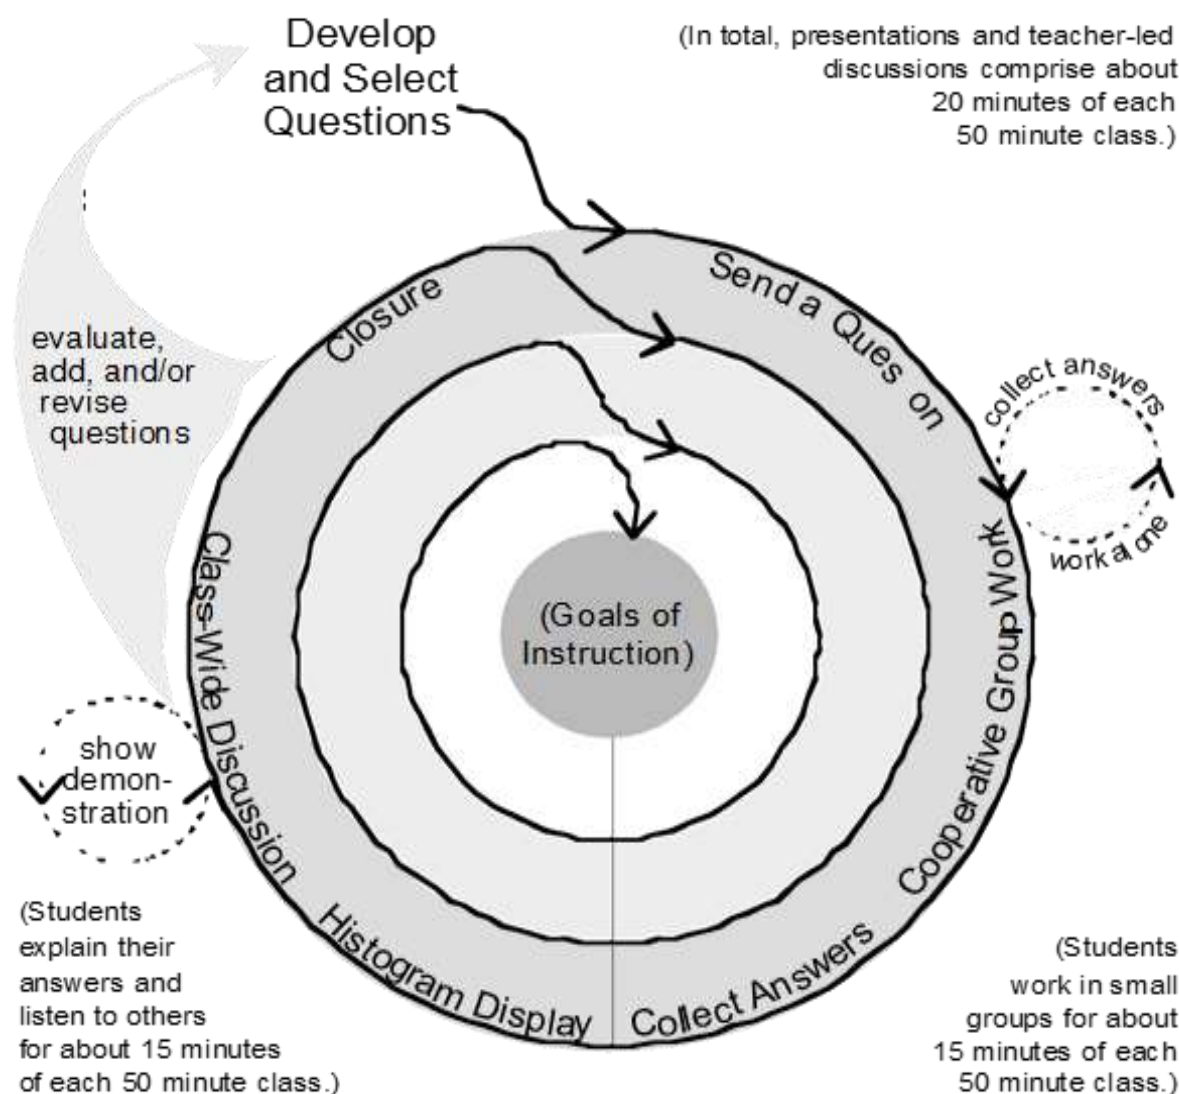 Develop
and Select
Questions
(In total, presentations and teacher-led
discussions comprise about
20 minutes of each
50 minute class.)
Send a Ques on
collect answers
work alone
Cooperative Group Work
Collect Answers
Histogram Display
Class-Wide Discussion
Closure
evaluate,
add, and/or
revise
questions
show
demon-
stration
(Goals of
Instruction)
(Students
explain their
answers and
listen to others
for about 15 minutes
of each 50 minute class.)
(Students
work in small
groups for about
15 minutes of each
50 minute class.)